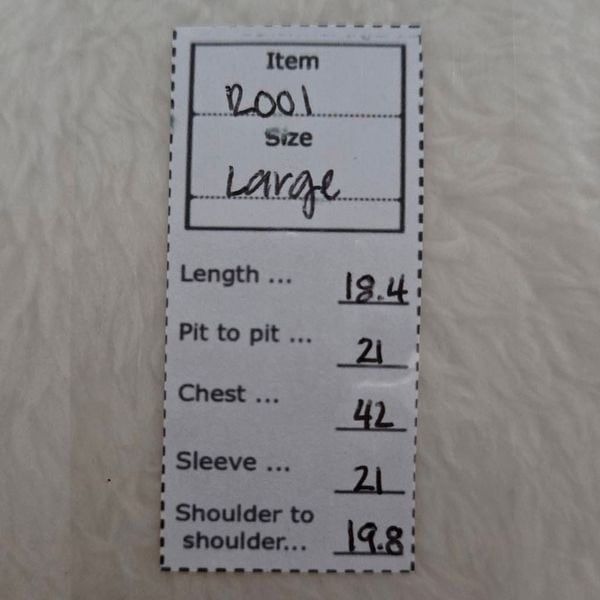 Item
R001
Size
Large
Length ... 18.4
Pit to pit ... 21
Chest ... 42
Sleeve ... 21
Shoulder to
shoulder... 19.8